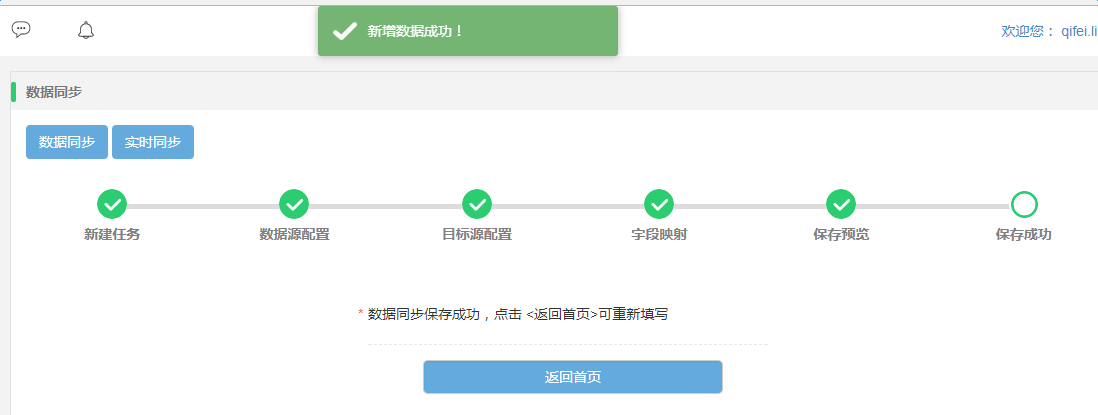 新增数据成功！
欢迎您： qifei.li
数据同步
数据同步 实时同步
新建任务 数据源配置 目标源配置 字段映射 保存预览 保存成功
* 数据同步保存成功，点击 <返回首页>可重新填写
返回首页